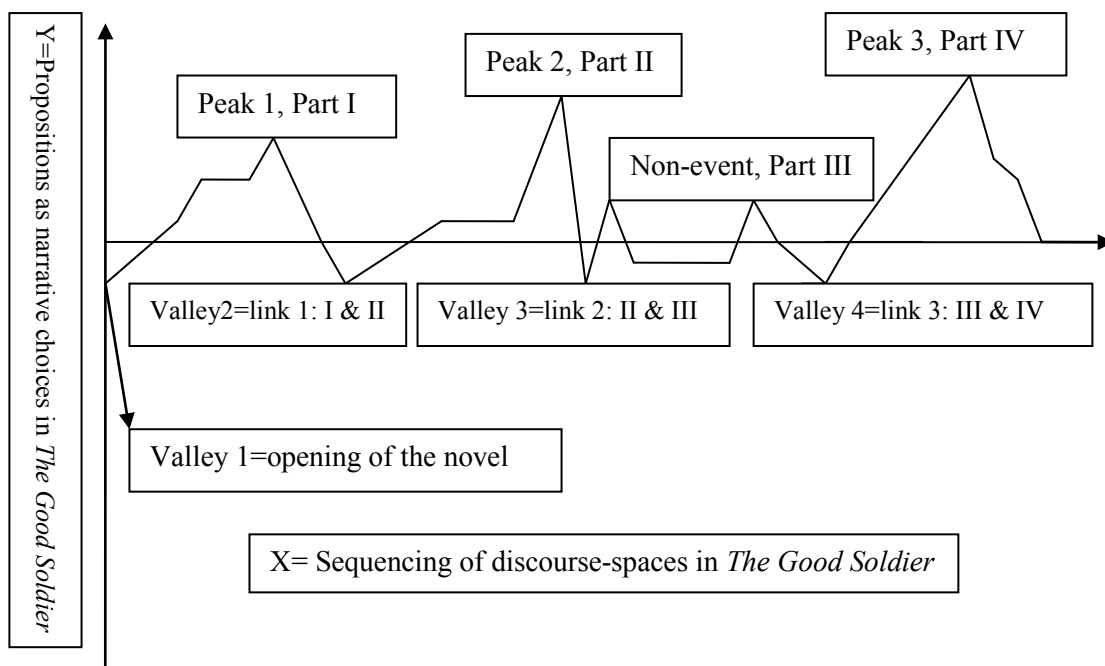 Y=Propositions as narrative choices in The Good Soldier
Peak 1, Part I
Peak 2, Part II
Peak 3, Part IV
Non-event, Part III
Valley2=link 1: I & II
Valley 3=link 2: II & III
Valley 4=link 3: III & IV
Valley 1=opening of the novel
X= Sequencing of discourse-spaces in The Good Soldier